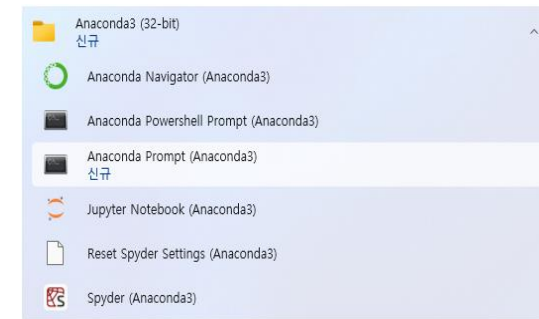 Anaconda3 (32-bit)
신규
Anaconda Navigator (Anaconda3)
Anaconda Powershell Prompt (Anaconda3)
Anaconda Prompt (Anaconda3)
신규
Jupyter Notebook (Anaconda3)
Reset Spyder Settings (Anaconda3)
Spyder (Anaconda3)